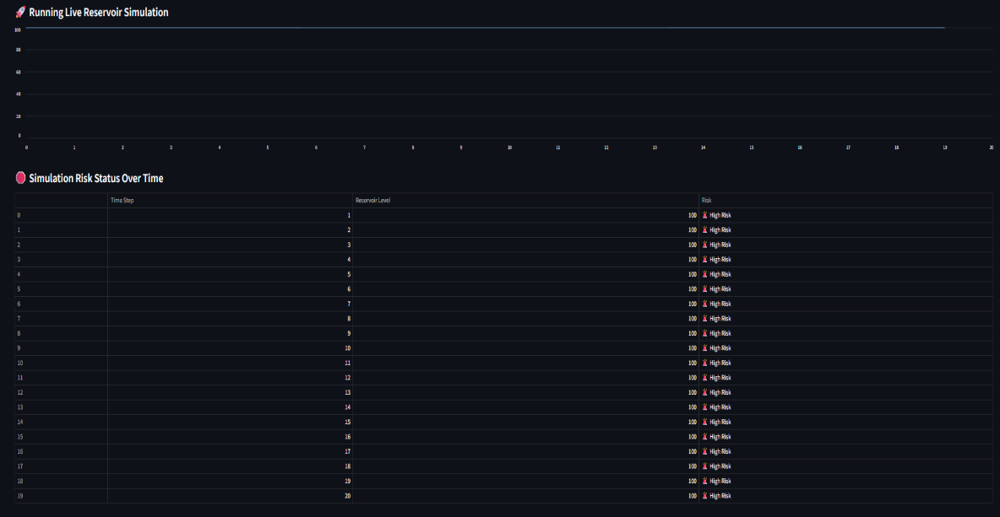 🚀 Running Live Reservoir Simulation
100
80
60
40
20
0
0 1 2 3 4 5 6 7 8 9 10 11 12 13 14 15 16 17 18 19 20
🛑 Simulation Risk Status Over Time
Time Step Reservoir Level Risk
0 1 100 🚨 High Risk
1 2 100 🚨 High Risk
2 3 100 🚨 High Risk
3 4 100 🚨 High Risk
4 5 100 🚨 High Risk
5 6 100 🚨 High Risk
6 7 100 🚨 High Risk
7 8 100 🚨 High Risk
8 9 100 🚨 High Risk
9 10 100 🚨 High Risk
10 11 100 🚨 High Risk
11 12 100 🚨 High Risk
12 13 100 🚨 High Risk
13 14 100 🚨 High Risk
14 15 100 🚨 High Risk
15 16 100 🚨 High Risk
16 17 100 🚨 High Risk
17 18 100 🚨 High Risk
18 19 100 🚨 High Risk
19 20 100 🚨 High Risk